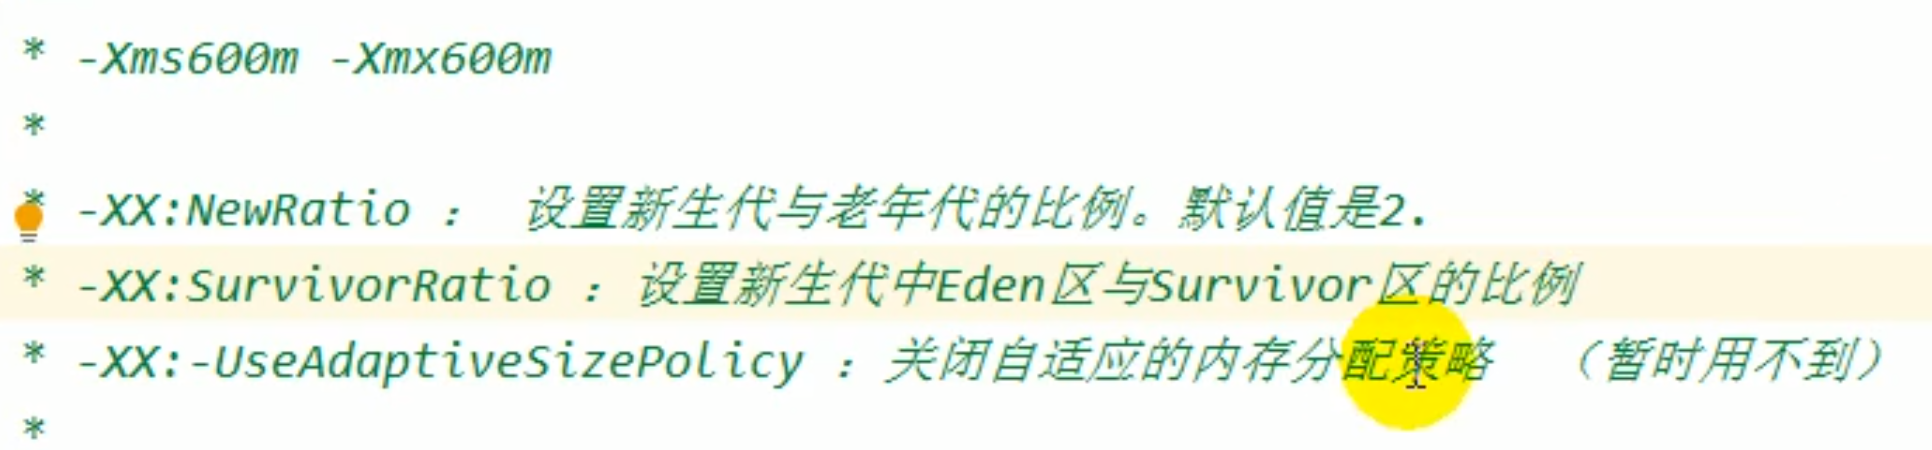 * -Xms600m -Xmx600m
*
* -XX:NewRatio ： 设置新生代与老年代的比例。默认值是2.
* -XX:SurvivorRatio ：设置新生代中Eden区与Survivor区的比例
* -XX:-UseAdaptiveSizePolicy ：关闭自适应的内存分配策略 （暂时用不到）
*